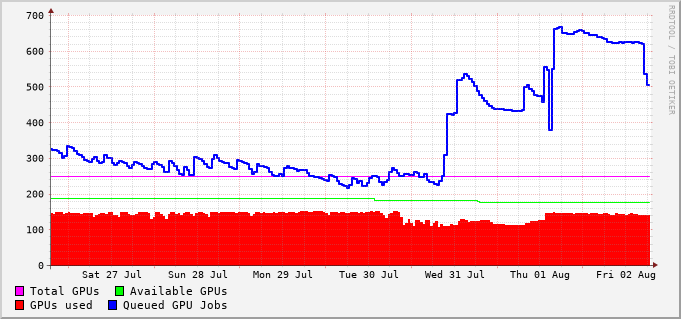 700
600
500
400
300
200
100
0
Sat 27 Jul Sun 28 Jul Mon 29 Jul Tue 30 Jul Wed 31 Jul Thu 01 Aug Fri 02 Aug
Total GPUs Available GPUs
GPUs used Queued GPU Jobs
RRDTOOL / TOBI OETIKER